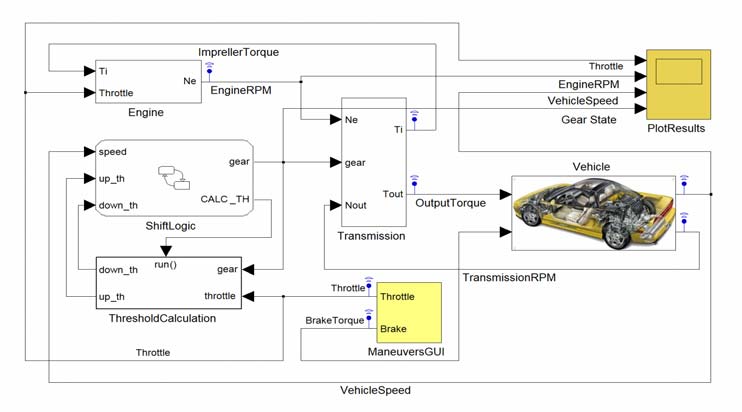 ImprellerTorque
Ti
Throttle
Ne
EngineRPM
Engine
Throttle
EngineRPM
VehicleSpeed
Gear State
PlotResults
Ne
Ti
gear
Tout
Nout
OutputTorque
Transmission
speed
gear
up_th
CALC_TH
down_th
ShiftLogic
Vehicle
TransmissionRPM
run()
down_th
gear
up_th
throttle
ThresholdCalculation
Throttle
Throttle
BrakeTorque
Brake
ManeuversGUI
Throttle
VehicleSpeed